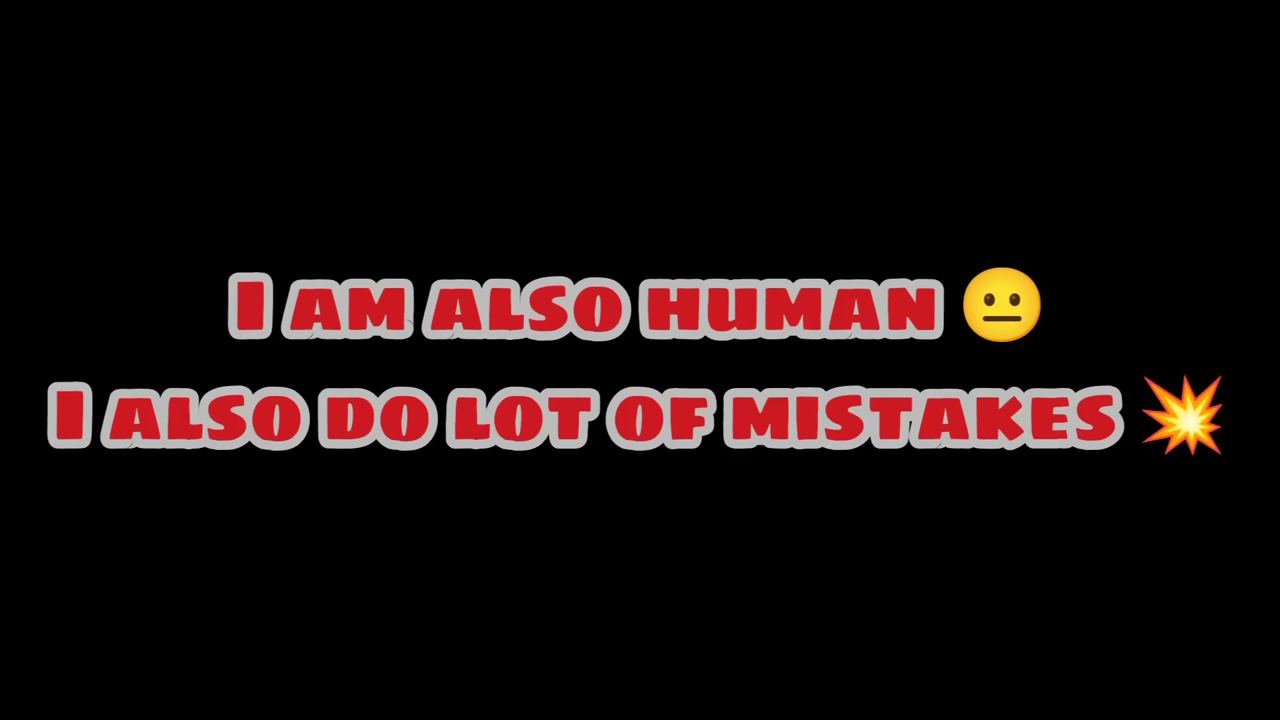 I am also human 😐
I also do lot of mistakes 💥